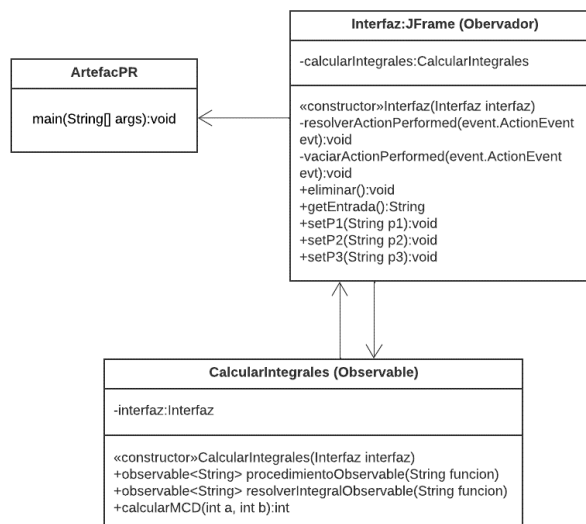 ArtefacPR
main(String[] args):void
Interfaz:JFrame (Obervador)
-calcularIntegrales:CalcularIntegrales
«constructor»Interfaz(Interfaz interfaz)
-resolverActionPerformed(event.ActionEvent
evt):void
-vaciarActionPerformed(event.ActionEvent
evt):void
+eliminar():void
+getEntrada():String
+setP1(String p1):void
+setP2(String p2):void
+setP3(String p3):void
CalcularIntegrales (Observable)
-interfaz:Interfaz
«constructor»CalcularIntegrales(Interfaz interfaz)
+observable<String> procedimientoObservable(String funcion)
+observable<String> resolverIntegralObservable(String funcion)
+calcularMCD(int a, int b):int